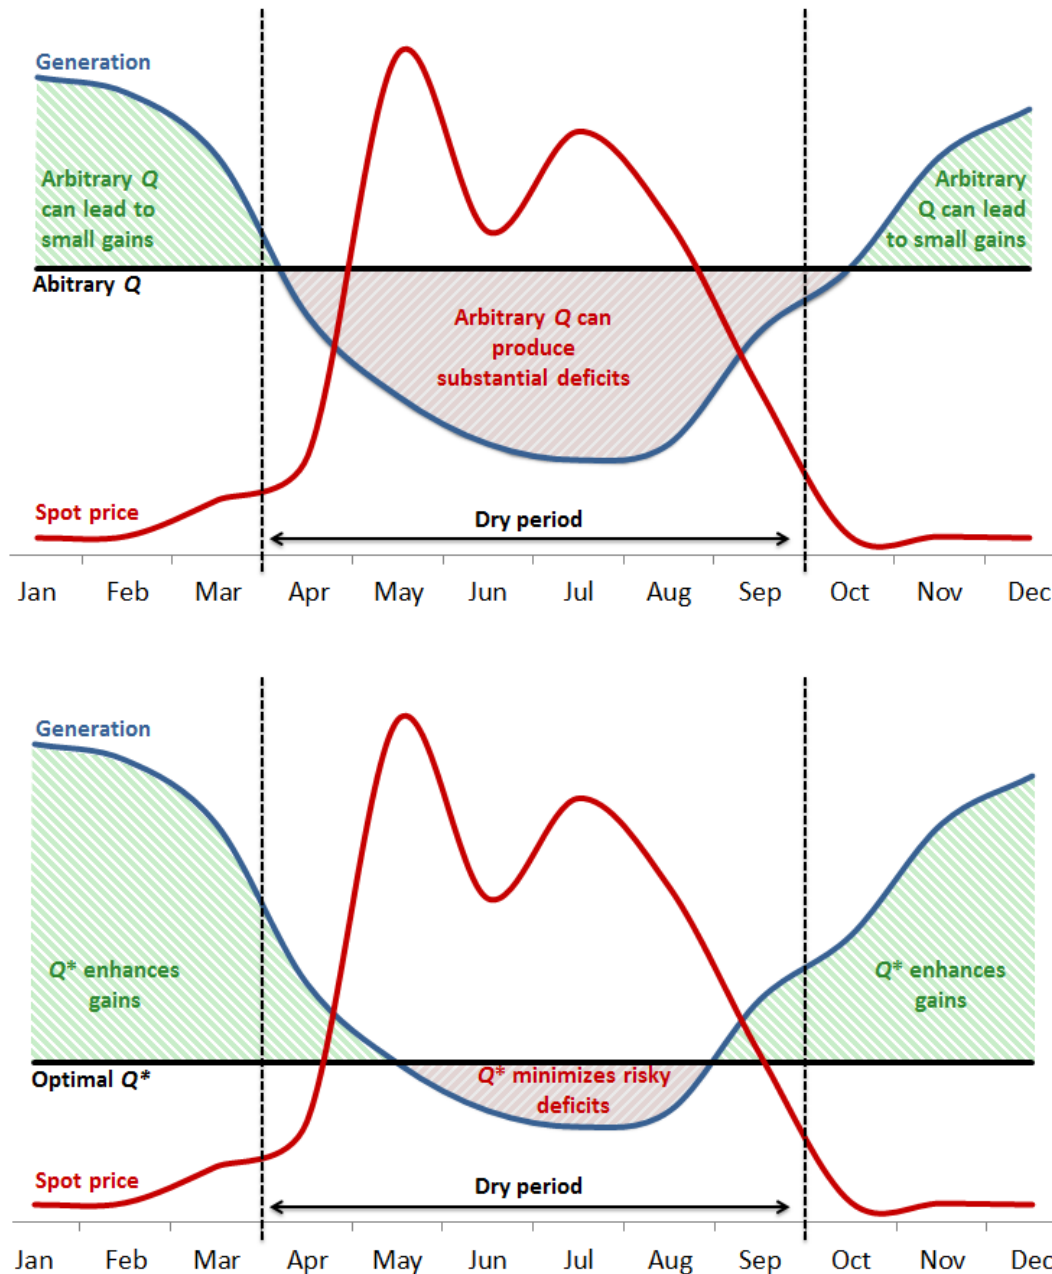 Generation
Arbitrary Q
can lead to
small gains
Arbitrary
Q can lead
to small gains
Abitrary Q
Arbitrary Q can
produce
substantial deficits
Spot price
Dry period
Jan Feb Mar Apr May Jun Jul Aug Sep Oct Nov Dec
Generation
Q* enhances
gains
Q* enhances
gains
Optimal Q*
Q* minimizes risky
deficits
Spot price
Dry period
Jan Feb Mar Apr May Jun Jul Aug Sep Oct Nov Dec